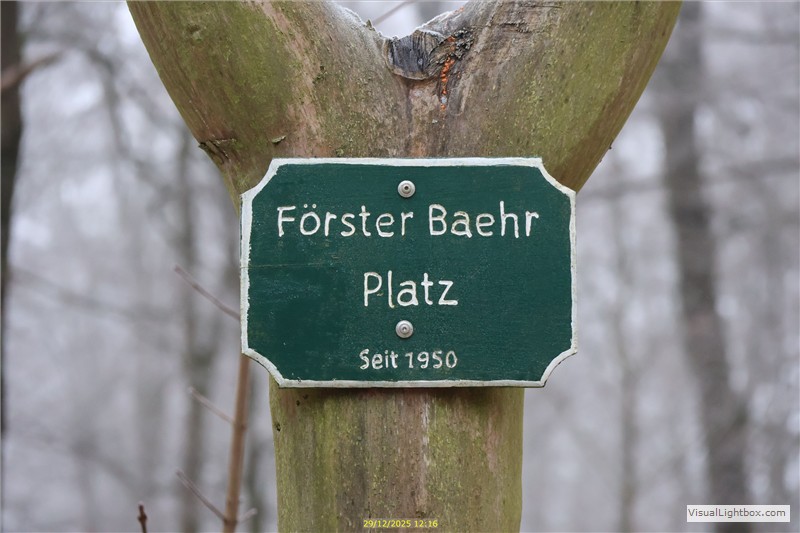 Förster Baehr
Platz
Seit 1950
29/12/2025 12:16
VisualLightbox.com